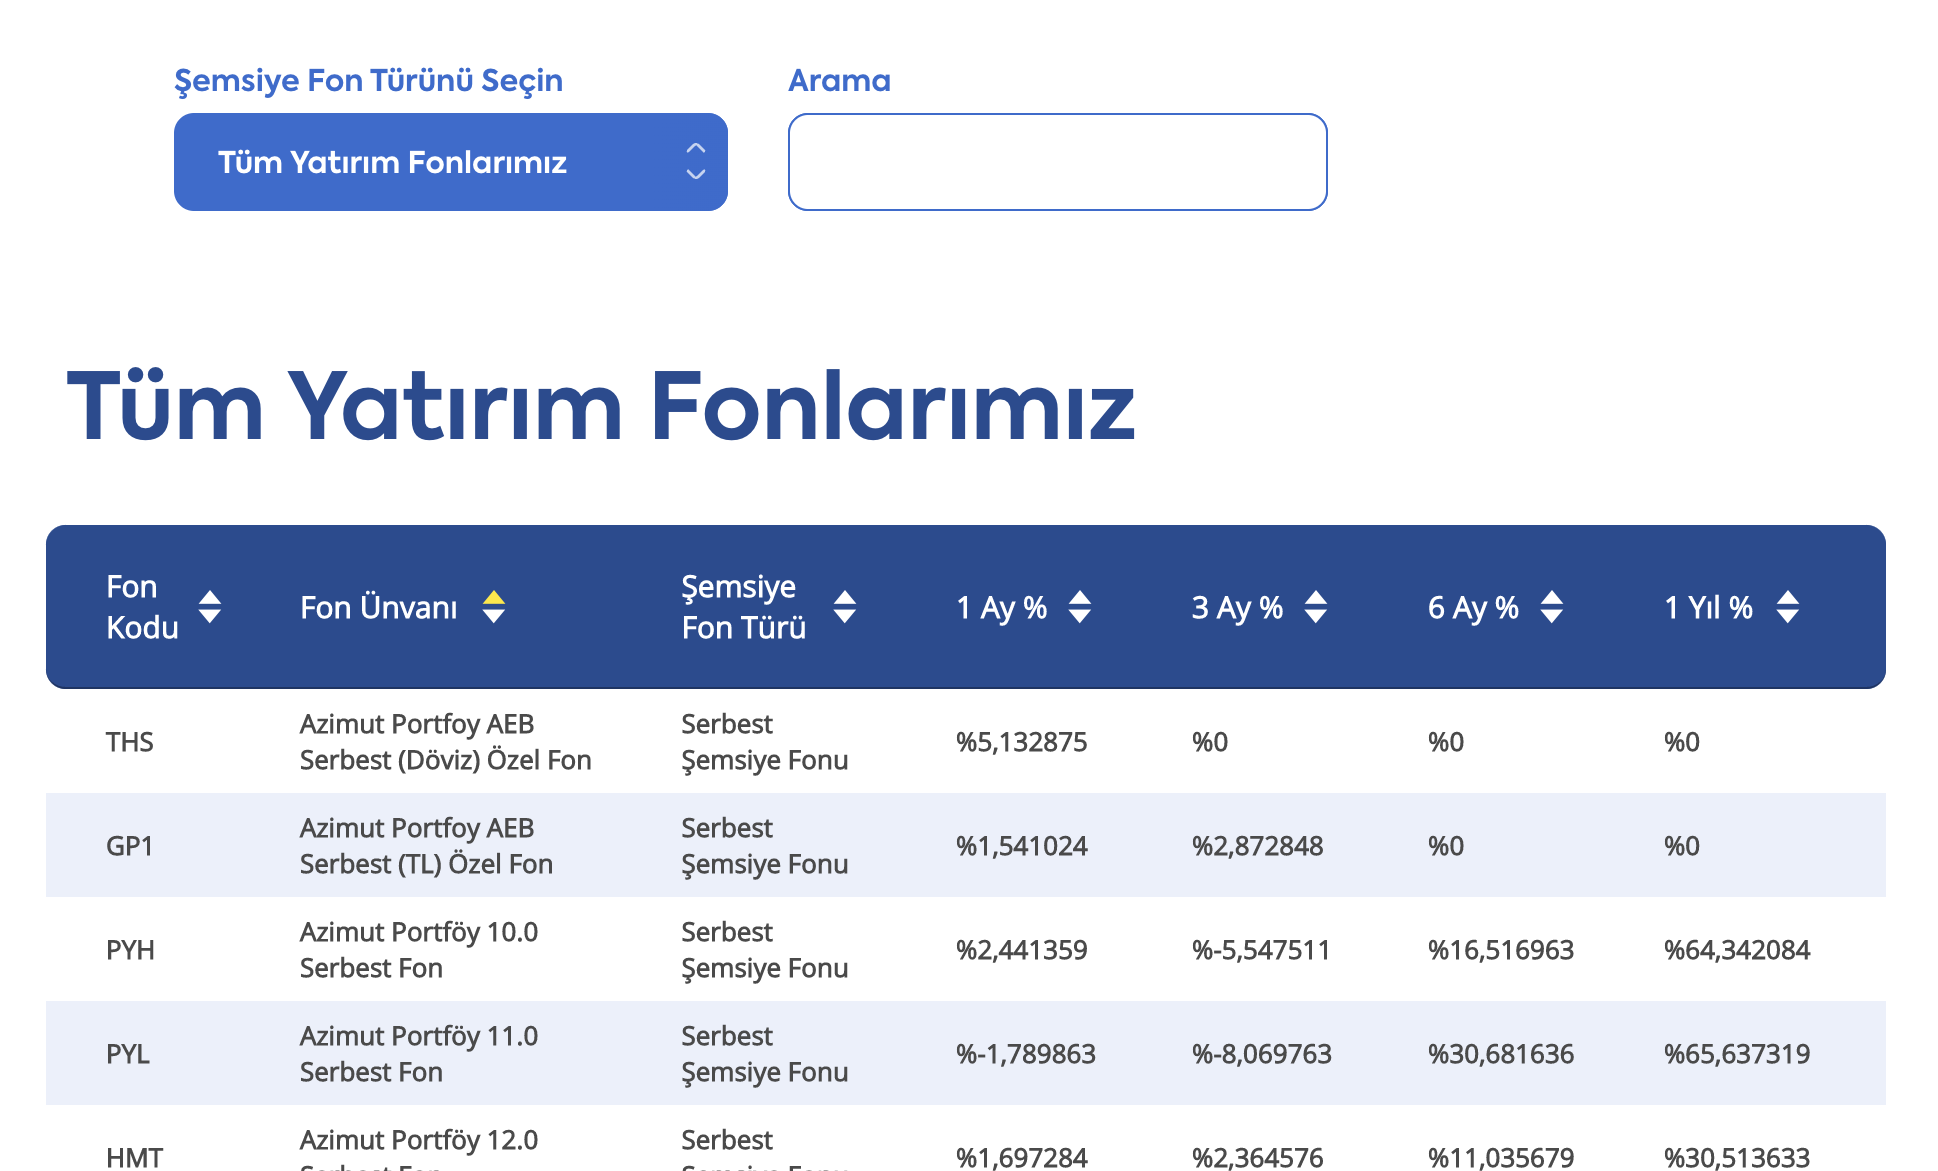 Şemsiye Fon Türünü Seçin
Arama
Tüm Yatırım Fonlarımız
Tüm Yatırım Fonlarımız
Fon Kodu
Fon Ünvanı
Şemsiye Fon Türü
1 Ay %
3 Ay %
6 Ay %
1 Yıl %
THS
Azimut Portfoy AEB
Serbest (Döviz) Özel Fon
Serbest
Şemsiye Fonu
%5,132875
%0
%0
%0
GP1
Azimut Portfoy AEB
Serbest (TL) Özel Fon
Serbest
Şemsiye Fonu
%1,541024
%2,872848
%0
%0
PYH
Azimut Portföy 10.0
Serbest Fon
Serbest
Şemsiye Fonu
%2,441359
%-5,547511
%16,516963
%64,342084
PYL
Azimut Portföy 11.0
Serbest Fon
Serbest
Şemsiye Fonu
%-1,789863
%-8,069763
%30,681636
%65,637319
HMT
Azimut Portföy 12.0
Serbest
%1,697284
%2,364576
%11,035679
%30,513633